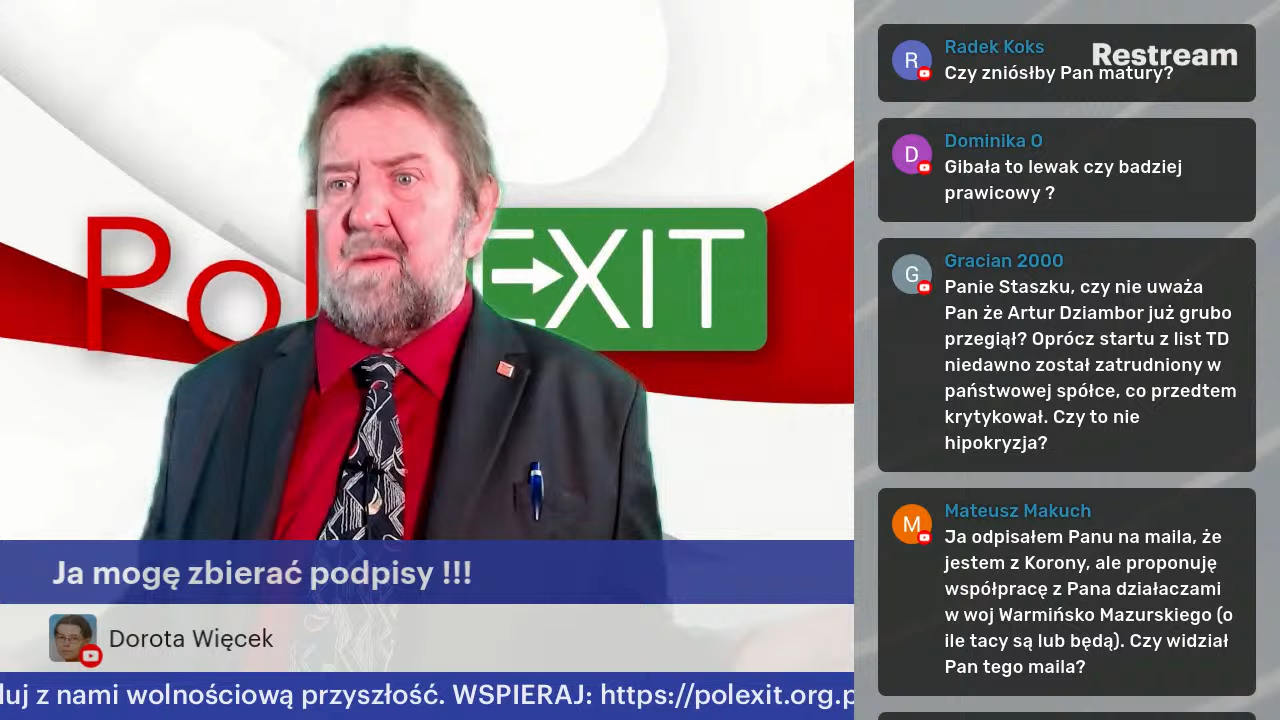 Pol EXIT
Ja mogę zbierać podpisy !!!
Dorota Więcek
luj z nami wolnościową przyszłość. WSPIERAJ: https://polexit.org.p
Restream
R
Radek Koks
Czy zniósłby Pan matury?
D
Dominika O
Gibała to lewak czy badziej
prawicowy ?
G
Gracian 2000
Panie Staszku, czy nie uważa
Pan że Artur Dziambor już grubo
przegiął? Oprócz startu z list TD
niedawno został zatrudniony w
państwowej spółce, co przedtem
krytykował. Czy to nie
hipokryzja?
M
Mateusz Makuch
Ja odpisałem Panu na maila, że
jestem z Korony, ale proponuję
współpracę z Pana działaczami
w woj Warmińsko Mazurskiego (o
ile tacy są lub będą). Czy widział
Pan tego maila?